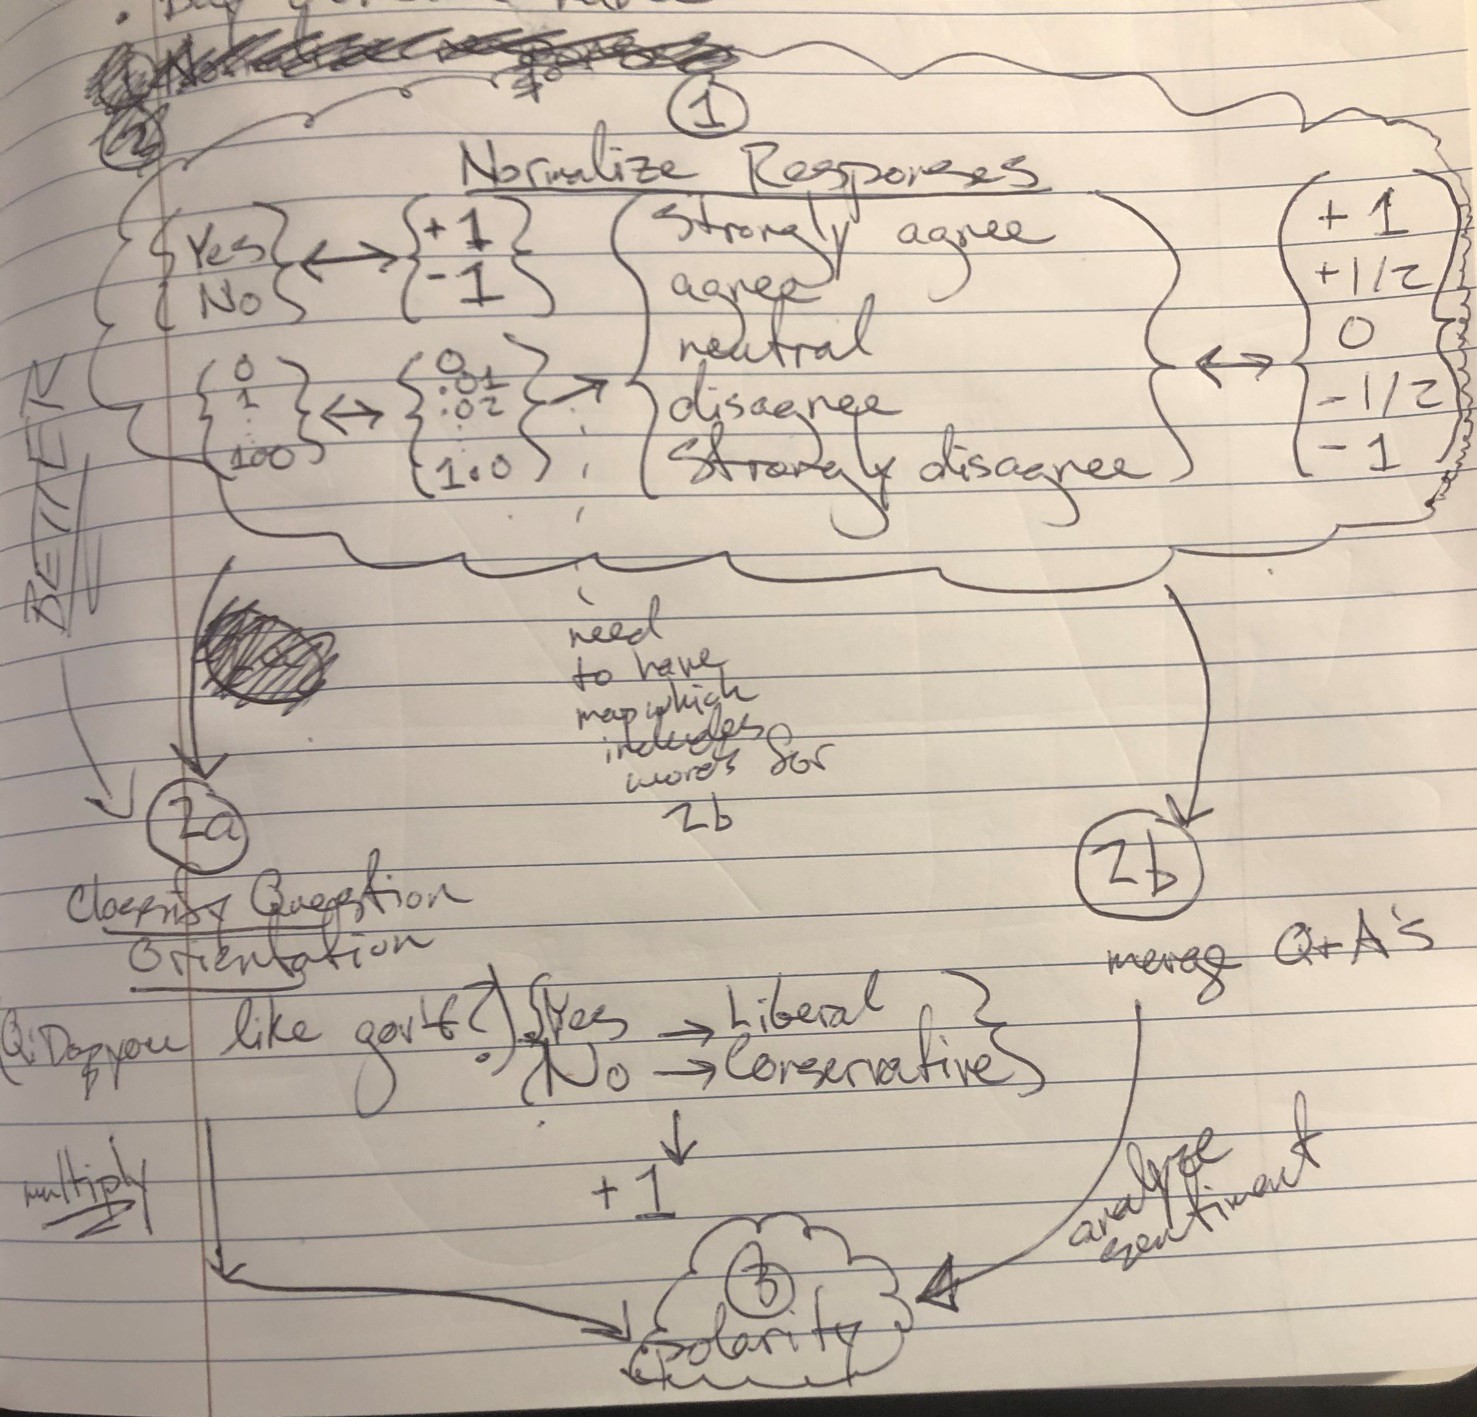 1
2
Normalize Responses
Yes
No
+1
-1
Strongly agree
agree
neutral
disagree
Strongly disagree
+1
+1/2
0
-1/2
-1
0
1
⋮
100
0
.01
.02
⋮
1.0
BETTER
need
to have
map which
includes
words for
2b
2a
Classify Question
Orientation
2b
merge Q+A's
Q: Do you like gov't?
Yes → Liberal
No → Conservative
+1
multiply
analyze
sentiment
3
polarity